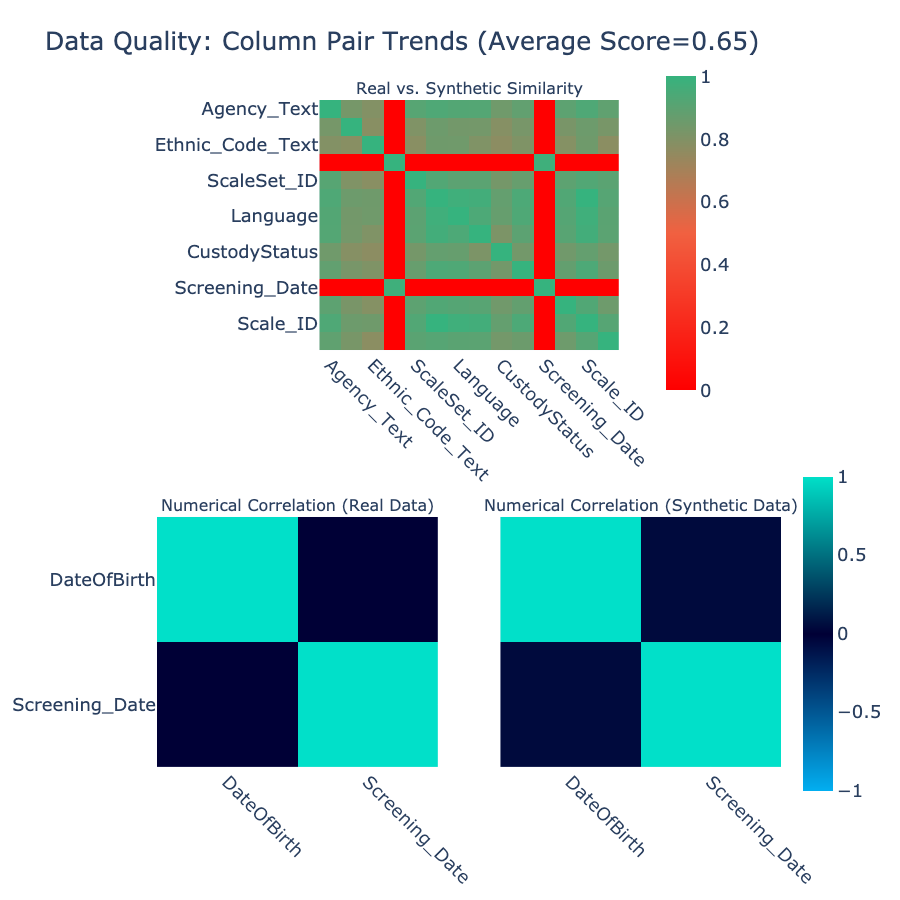 Data Quality: Column Pair Trends (Average Score=0.65)
Real vs. Synthetic Similarity
Agency_Text
Ethnic_Code_Text
ScaleSet_ID
Language
CustodyStatus
Screening_Date
Scale_ID
Agency_Text
Ethnic_Code_Text
ScaleSet_ID
Language
CustodyStatus
Screening_Date
Scale_ID
1
0.8
0.6
0.4
0.2
0
Numerical Correlation (Real Data)
Numerical Correlation (Synthetic Data)
DateOfBirth
Screening_Date
DateOfBirth
Screening_Date
DateOfBirth
Screening_Date
1
0.5
0
−0.5
−1